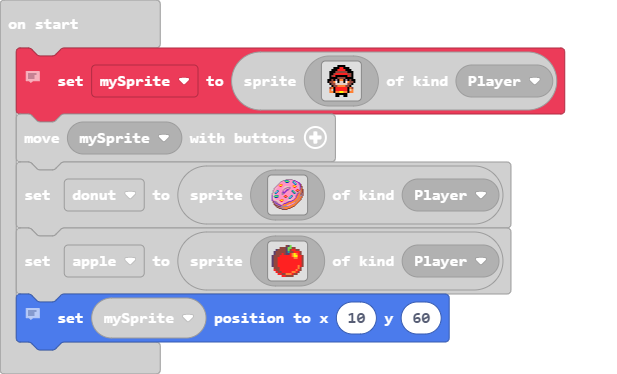 on start
set mySprite to sprite of kind Player
move mySprite with buttons
set donut to sprite of kind Player
set apple to sprite of kind Player
set mySprite position to x 10 y 60